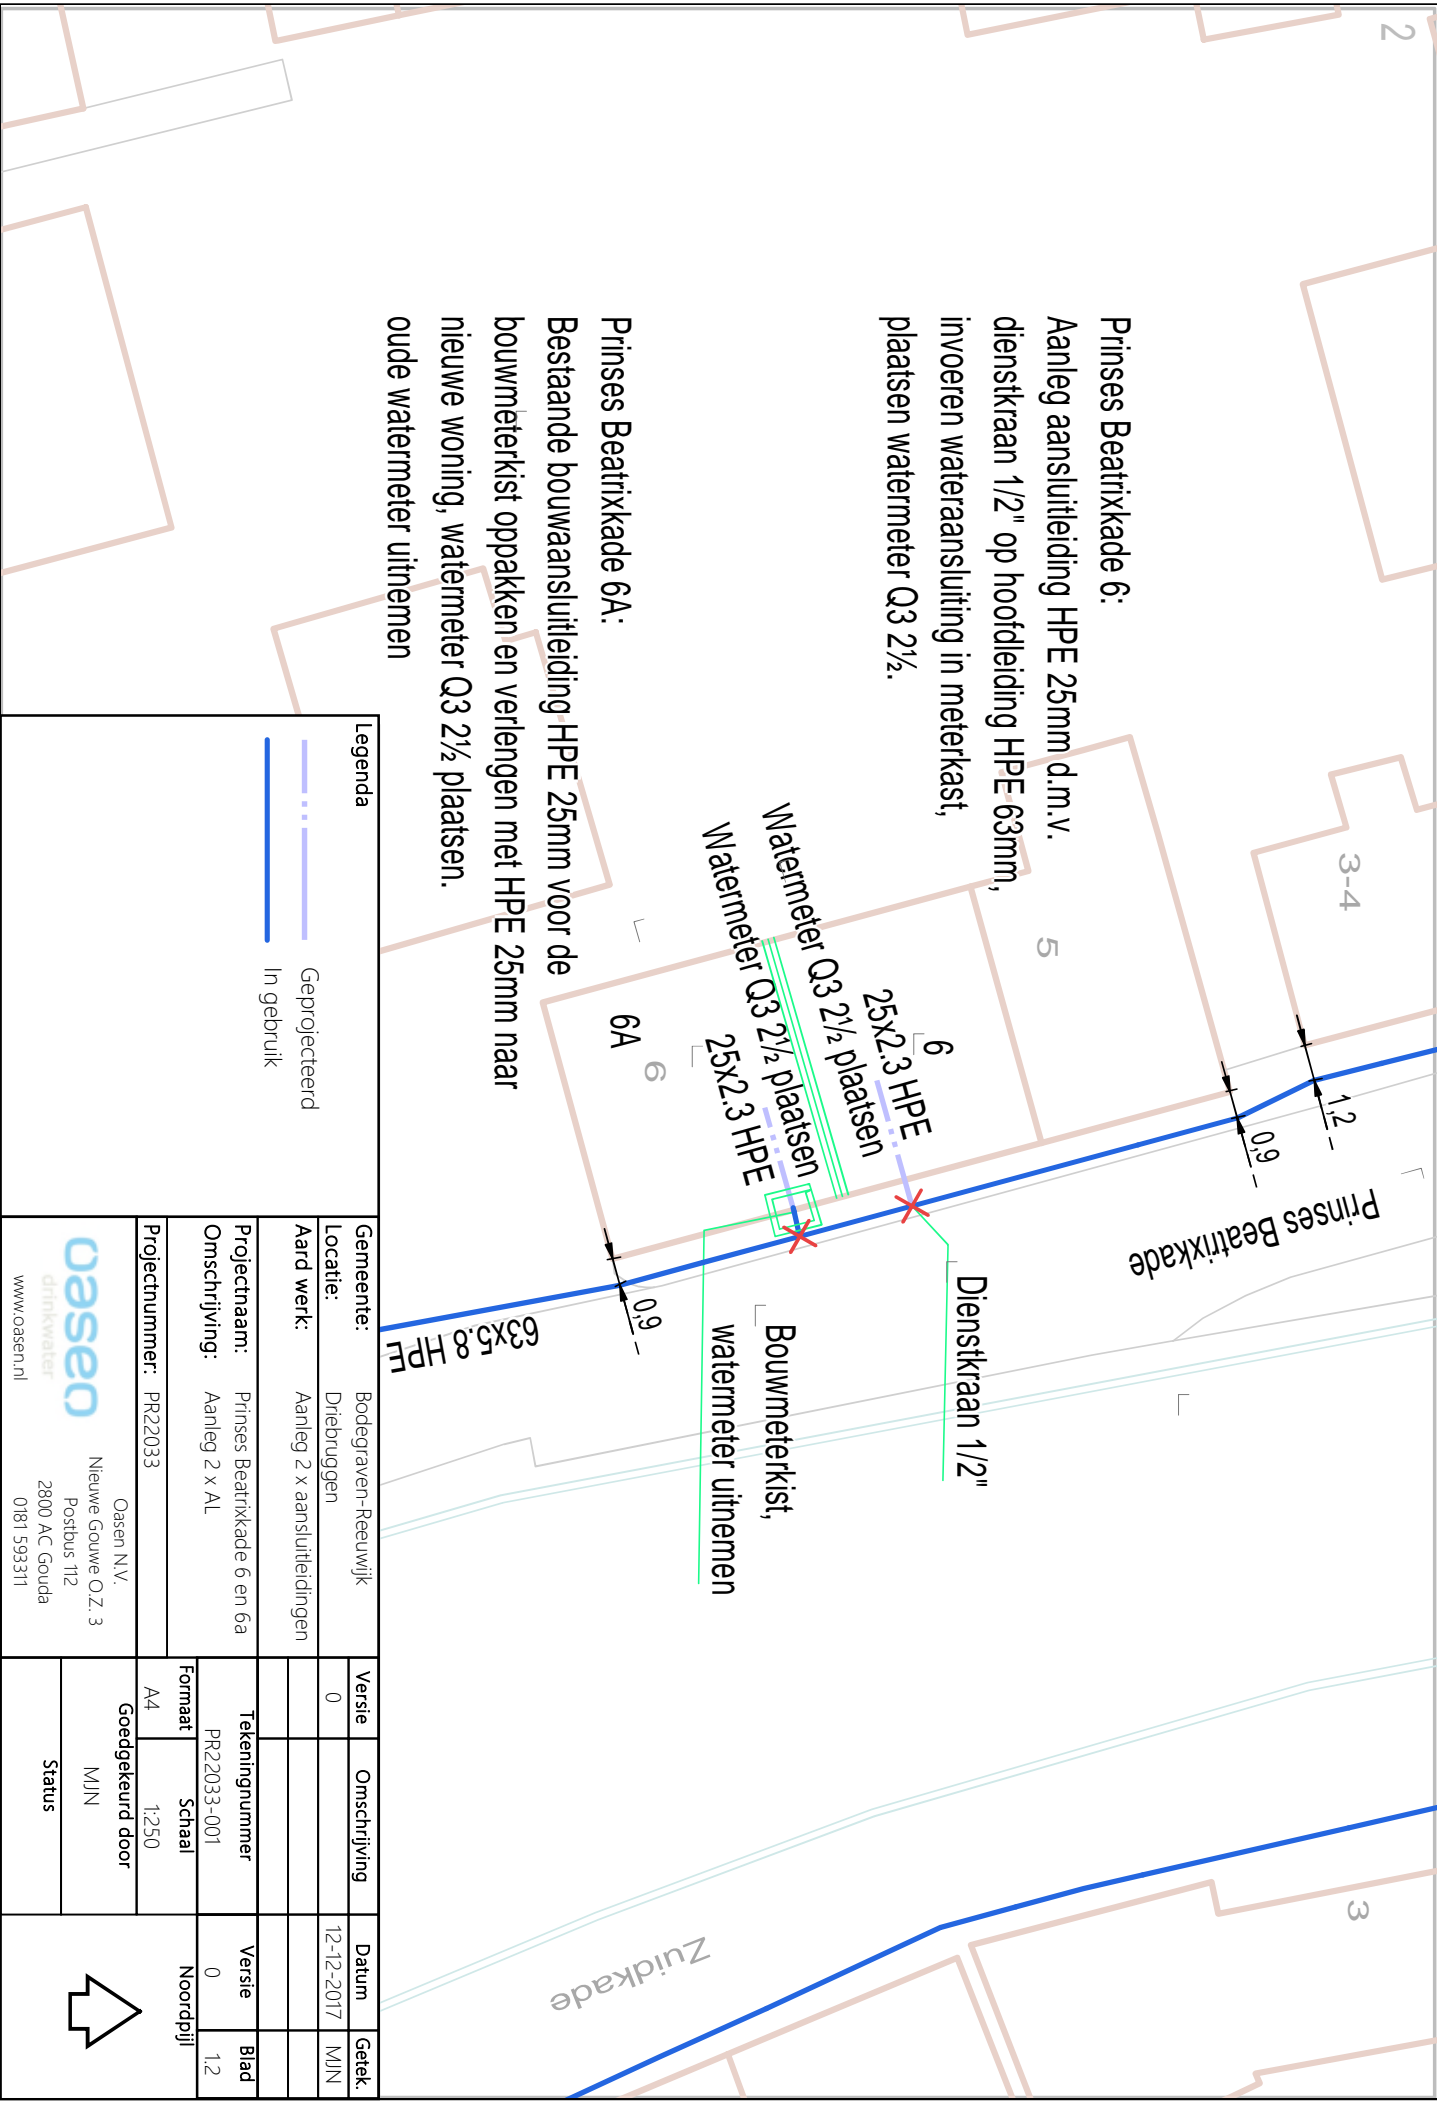 2
3-4
5
6
6
6A
3
Prinses Beatrixkade 6:
Aanleg aansluitleiding HPE 25mm d.m.v.
dienstkraan 1/2" op hoofdleiding HPE 63mm,
invoeren wateraansluiting in meterkast,
plaatsen watermeter Q3 2½.
Prinses Beatrixkade 6A:
Bestaande bouwaansluitleiding HPE 25mm voor de
bouwmeterkist oppakken en verlengen met HPE 25mm naar
nieuwe woning, watermeter Q3 2½ plaatsen.
oude watermeter uitnemen
25x2.3 HPE
Watermeter Q3 2½ plaatsen
Watermeter Q3 2½ plaatsen
25x2.3 HPE
1,2
0,9
0,9
Prinses Beatrixkade
63x5.8 HPE
Dienstkraan 1/2"
Bouwmeterkist,
watermeter uitnemen
Zuidkade
Legenda
Geprojecteerd
In gebruik
Gemeente: Bodegraven-Reeuwijk
Locatie: Driebruggen
Aard werk: Aanleg 2 x aansluitleidingen
Projectnaam: Prinses Beatrixkade 6 en 6a
Omschrijving: Aanleg 2 x AL
Projectnummer: PR22033
oasen
drinkwater
www.oasen.nl
Oasen N.V.
Nieuwe Gouwe O.Z. 3
Postbus 112
2800 AC Gouda
0181 593311
Versie Omschrijving Datum Getek.
0 12-12-2017 MJN
Tekeningnummer Versie Blad
PR22033-001 0 1.2
Formaat Schaal Noordpijl
A4 1:250
Goedgekeurd door
MJN
Status